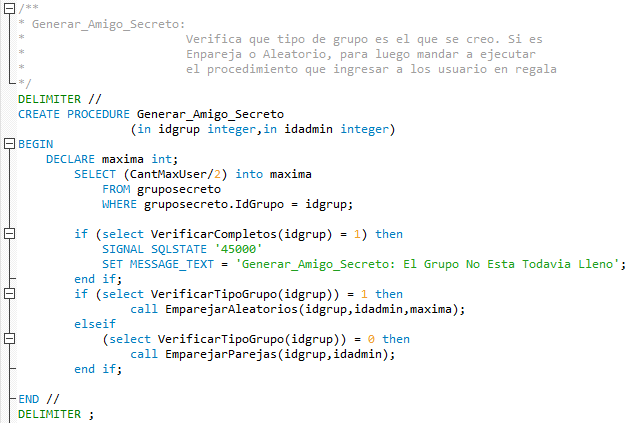 /**
* Generar_Amigo_Secreto:
* Verifica que tipo de grupo es el que se creo. Si es
* Enpareja o Aleatorio, para luego mandar a ejecutar
* el procedimiento que ingresar a los usuario en regala
*/
DELIMITER //
CREATE PROCEDURE Generar_Amigo_Secreto
(in idgrup integer,in idadmin integer)
BEGIN
DECLARE maxima int;
SELECT (CantMaxUser/2) into maxima
FROM gruposecreto
WHERE gruposecreto.IdGrupo = idgrup;
if (select VerificarCompletos(idgrup) = 1) then
SIGNAL SQLSTATE '45000'
SET MESSAGE_TEXT = 'Generar_Amigo_Secreto: El Grupo No Esta Todavia Lleno';
end if;
if (select VerificarTipoGrupo(idgrup)) = 1 then
call EmparejarAleatorios(idgrup,idadmin,maxima);
elseif
(select VerificarTipoGrupo(idgrup)) = 0 then
call EmparejarParejas(idgrup,idadmin);
end if;
END //
DELIMITER ;